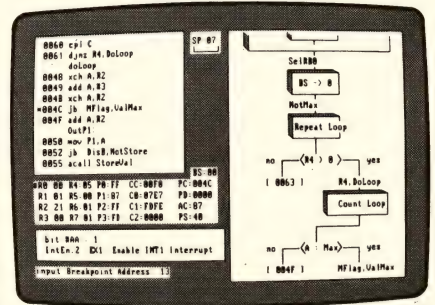 0060 cpl C
0061 djnz R4.DoLoop
doLoop
0048 xch A,R2
0049 add A,R3
004B xch A,R2
004C jb MFlag.ValMax
004F add A,R2
OutP1
0050 mov P1,A
0052 jb DisB.NotStore
0055 acall StoreVal
SP 07
BS:00
R0 00 R4:05 P0:FF CC:00F0 PC:004C
R1 01 R5:00 P1:B7 C0:07E7 PD:0000
R2 21 R6:01 P2:FF C1:FDFE AC:07
R3 00 R7:01 P3:FD C2:0000 PS:40
bit 1
IntEn.2 EX1 Enable INT1 Interrupt
input Breakpoint Address 13
SelRB0
BS -> 0
NotMax
Repeat Loop
no (R4 > 0) yes
[ 0063 ] R4.DoLoop
Count Loop
no (A : Max) yes
[ 004F ] MFlag.ValMax